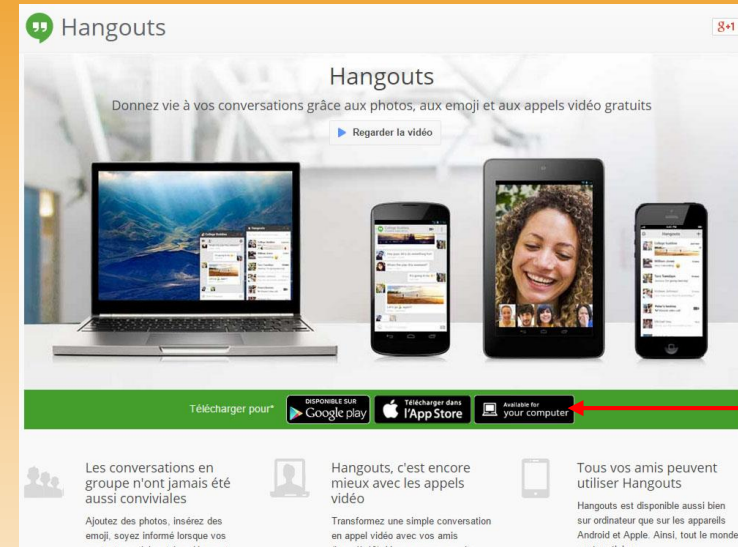 Hangouts
8+1
Hangouts
Donnez vie à vos conversations grâce aux photos, aux emoji et aux appels vidéo gratuits
Regarder la vidéo
Télécharger pour*
DISPONIBLE SUR
Google play
Télécharger dans
l'App Store
Available for
your computer
Les conversations en
groupe n'ont jamais été
aussi conviviales
Ajoutez des photos, insérez des
emoji, soyez informé lorsque vos
Hangouts, c'est encore
mieux avec les appels
vidéo
Transformez une simple conversation
en appel vidéo avec vos amis
Tous vos amis peuvent
utiliser Hangouts
Hangouts est disponible aussi bien
sur ordinateur que sur les appareils
Android et Apple. Ainsi, tout le monde